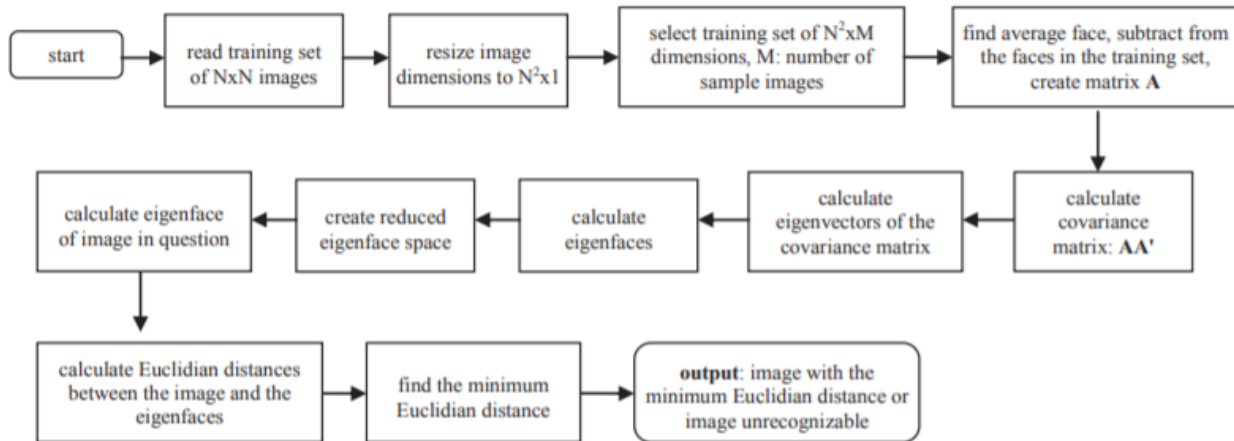 start
read training set
of NxN images
resize image
dimensions to N²x1
select training set of N²xM
dimensions, M: number of
sample images
find average face, subtract from
the faces in the training set,
create matrix A
calculate
covariance
matrix: AA'
calculate
eigenvectors of the
covariance matrix
calculate
eigenfaces
create reduced
eigenface space
calculate eigenface
of image in question
calculate Euclidian distances
between the image and the
eigenfaces
find the minimum
Euclidian distance
output: image with the
minimum Euclidian distance or
image unrecognizable